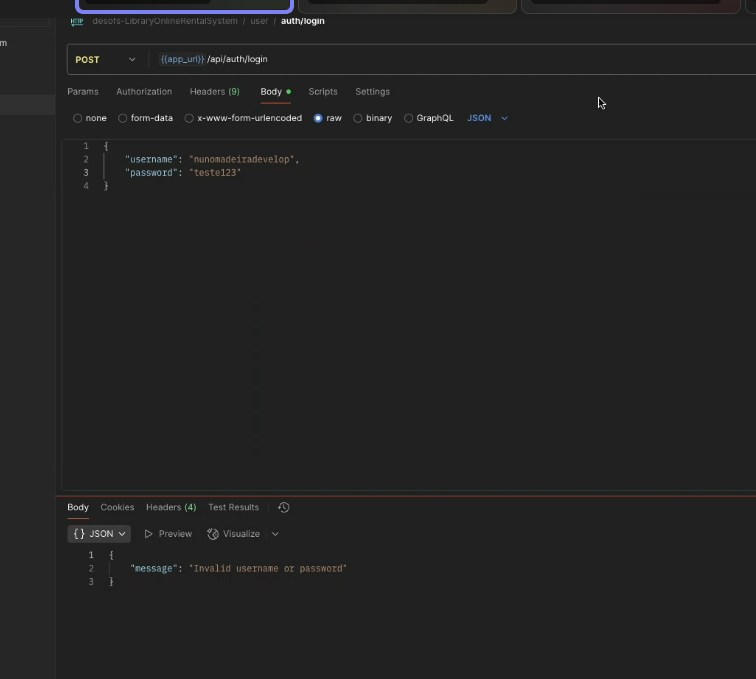 HTTP desofs-LibraryOnlineRentalSystem / user / auth/login
m
POST {{app_url}} /api/auth/login
Params Authorization Headers (9) Body Scripts Settings
none form-data x-www-form-urlencoded raw binary GraphQL JSON
1 {
2 "username": "nunomadeiradevelop",
3 "password": "teste123"
4 }
Body Cookies Headers (4) Test Results
{ } JSON Preview Visualize
1 {
2 "message": "Invalid username or password"
3 }